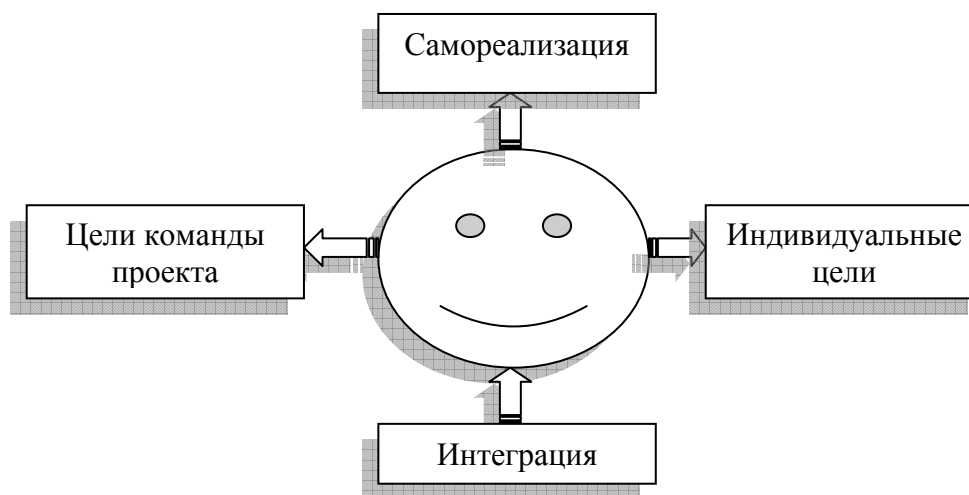 Самореализация
Цели команды
проекта
Индивидуальные
цели
Интеграция